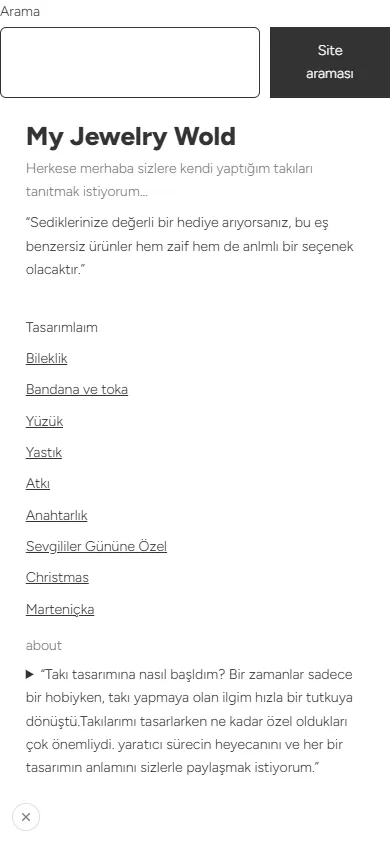 Arama
Site
araması
My Jewelry Wold
Herkese merhaba sizlere kendi yaptığım takıları
tanıtmak istiyorum...
“Sediklerinize değerli bir hediye arıyorsanız, bu eş
benzersiz ürünler hem zaif hem de anlmlı bir seçenek
olacaktır.”
Tasarımlaım
Bileklik
Bandana ve toka
Yüzük
Yastık
Atkı
Anahtarlık
Sevgililer Gününe Özel
Christmas
Marteniçka
about
“Takı tasarımına nasıl başldım? Bir zamanlar sadece
bir hobiyken, takı yapmaya olan ilgim hızla bir tutkuya
dönüştü.Takılarımı tasarlarken ne kadar özel oldukları
çok önemliydi. yaratıcı sürecin heyecanını ve her bir
tasarımın anlamını sizlerle paylaşmak istiyorum.”